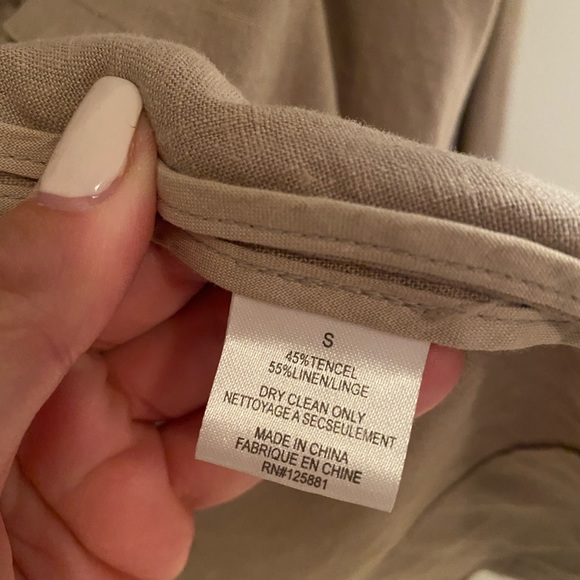 S
45%TENCEL
55%LINEN/LINGE
DRY CLEAN ONLY
NETTOYAGE A SECSEULEMENT
MADE IN CHINA
FABRIQUE EN CHINE
RN#125881